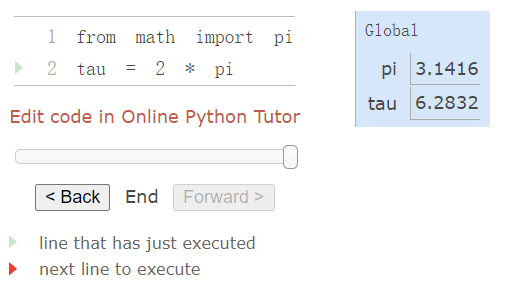 1 from math import pi
2 tau = 2 * pi
Edit code in Online Python Tutor
< Back End Forward >
line that has just executed
next line to execute
Global
pi 3.1416
tau 6.2832